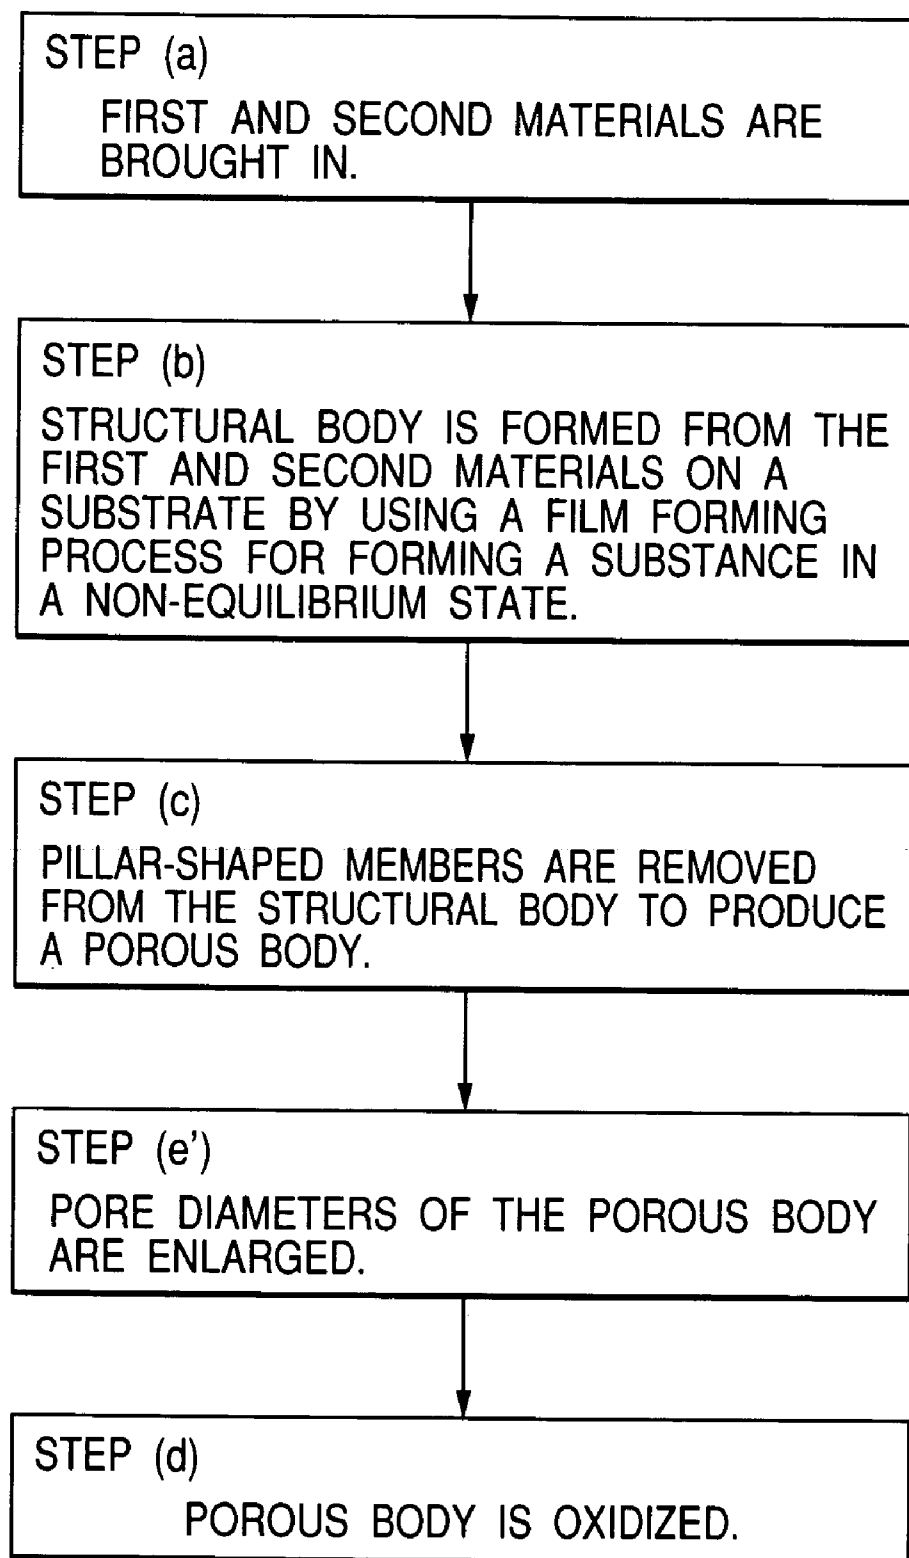 STEP (a)
FIRST AND SECOND MATERIALS ARE
BROUGHT IN.
STEP (b)
STRUCTURAL BODY IS FORMED FROM THE
FIRST AND SECOND MATERIALS ON A
SUBSTRATE BY USING A FILM FORMING
PROCESS FOR FORMING A SUBSTANCE IN
A NON-EQUILIBRIUM STATE.
STEP (c)
PILLAR-SHAPED MEMBERS ARE REMOVED
FROM THE STRUCTURAL BODY TO PRODUCE
A POROUS BODY.
STEP (e')
PORE DIAMETERS OF THE POROUS BODY
ARE ENLARGED.
STEP (d)
POROUS BODY IS OXIDIZED.